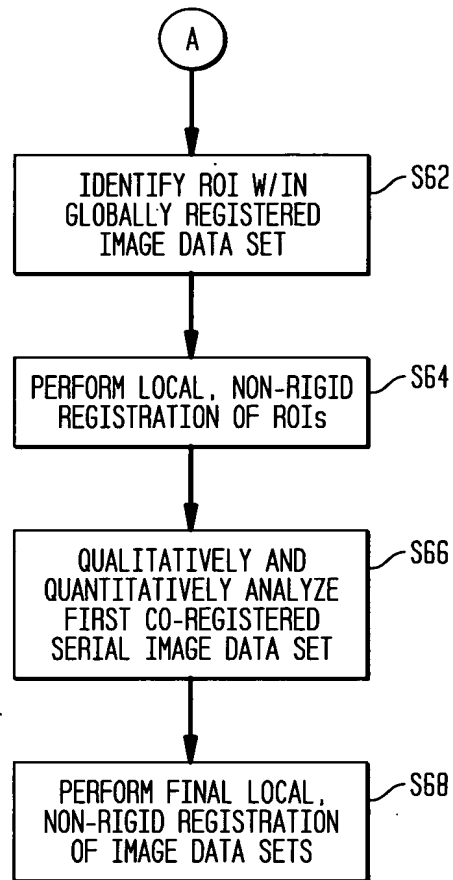 A
IDENTIFY ROI W/IN
GLOBALLY REGISTERED
IMAGE DATA SET
S62
PERFORM LOCAL, NON-RIGID
REGISTRATION OF ROIs
S64
QUALITATIVELY AND
QUANTITATIVELY ANALYZE
FIRST CO-REGISTERED
SERIAL IMAGE DATA SET
S66
PERFORM FINAL LOCAL,
NON-RIGID REGISTRATION
OF IMAGE DATA SETS
S68